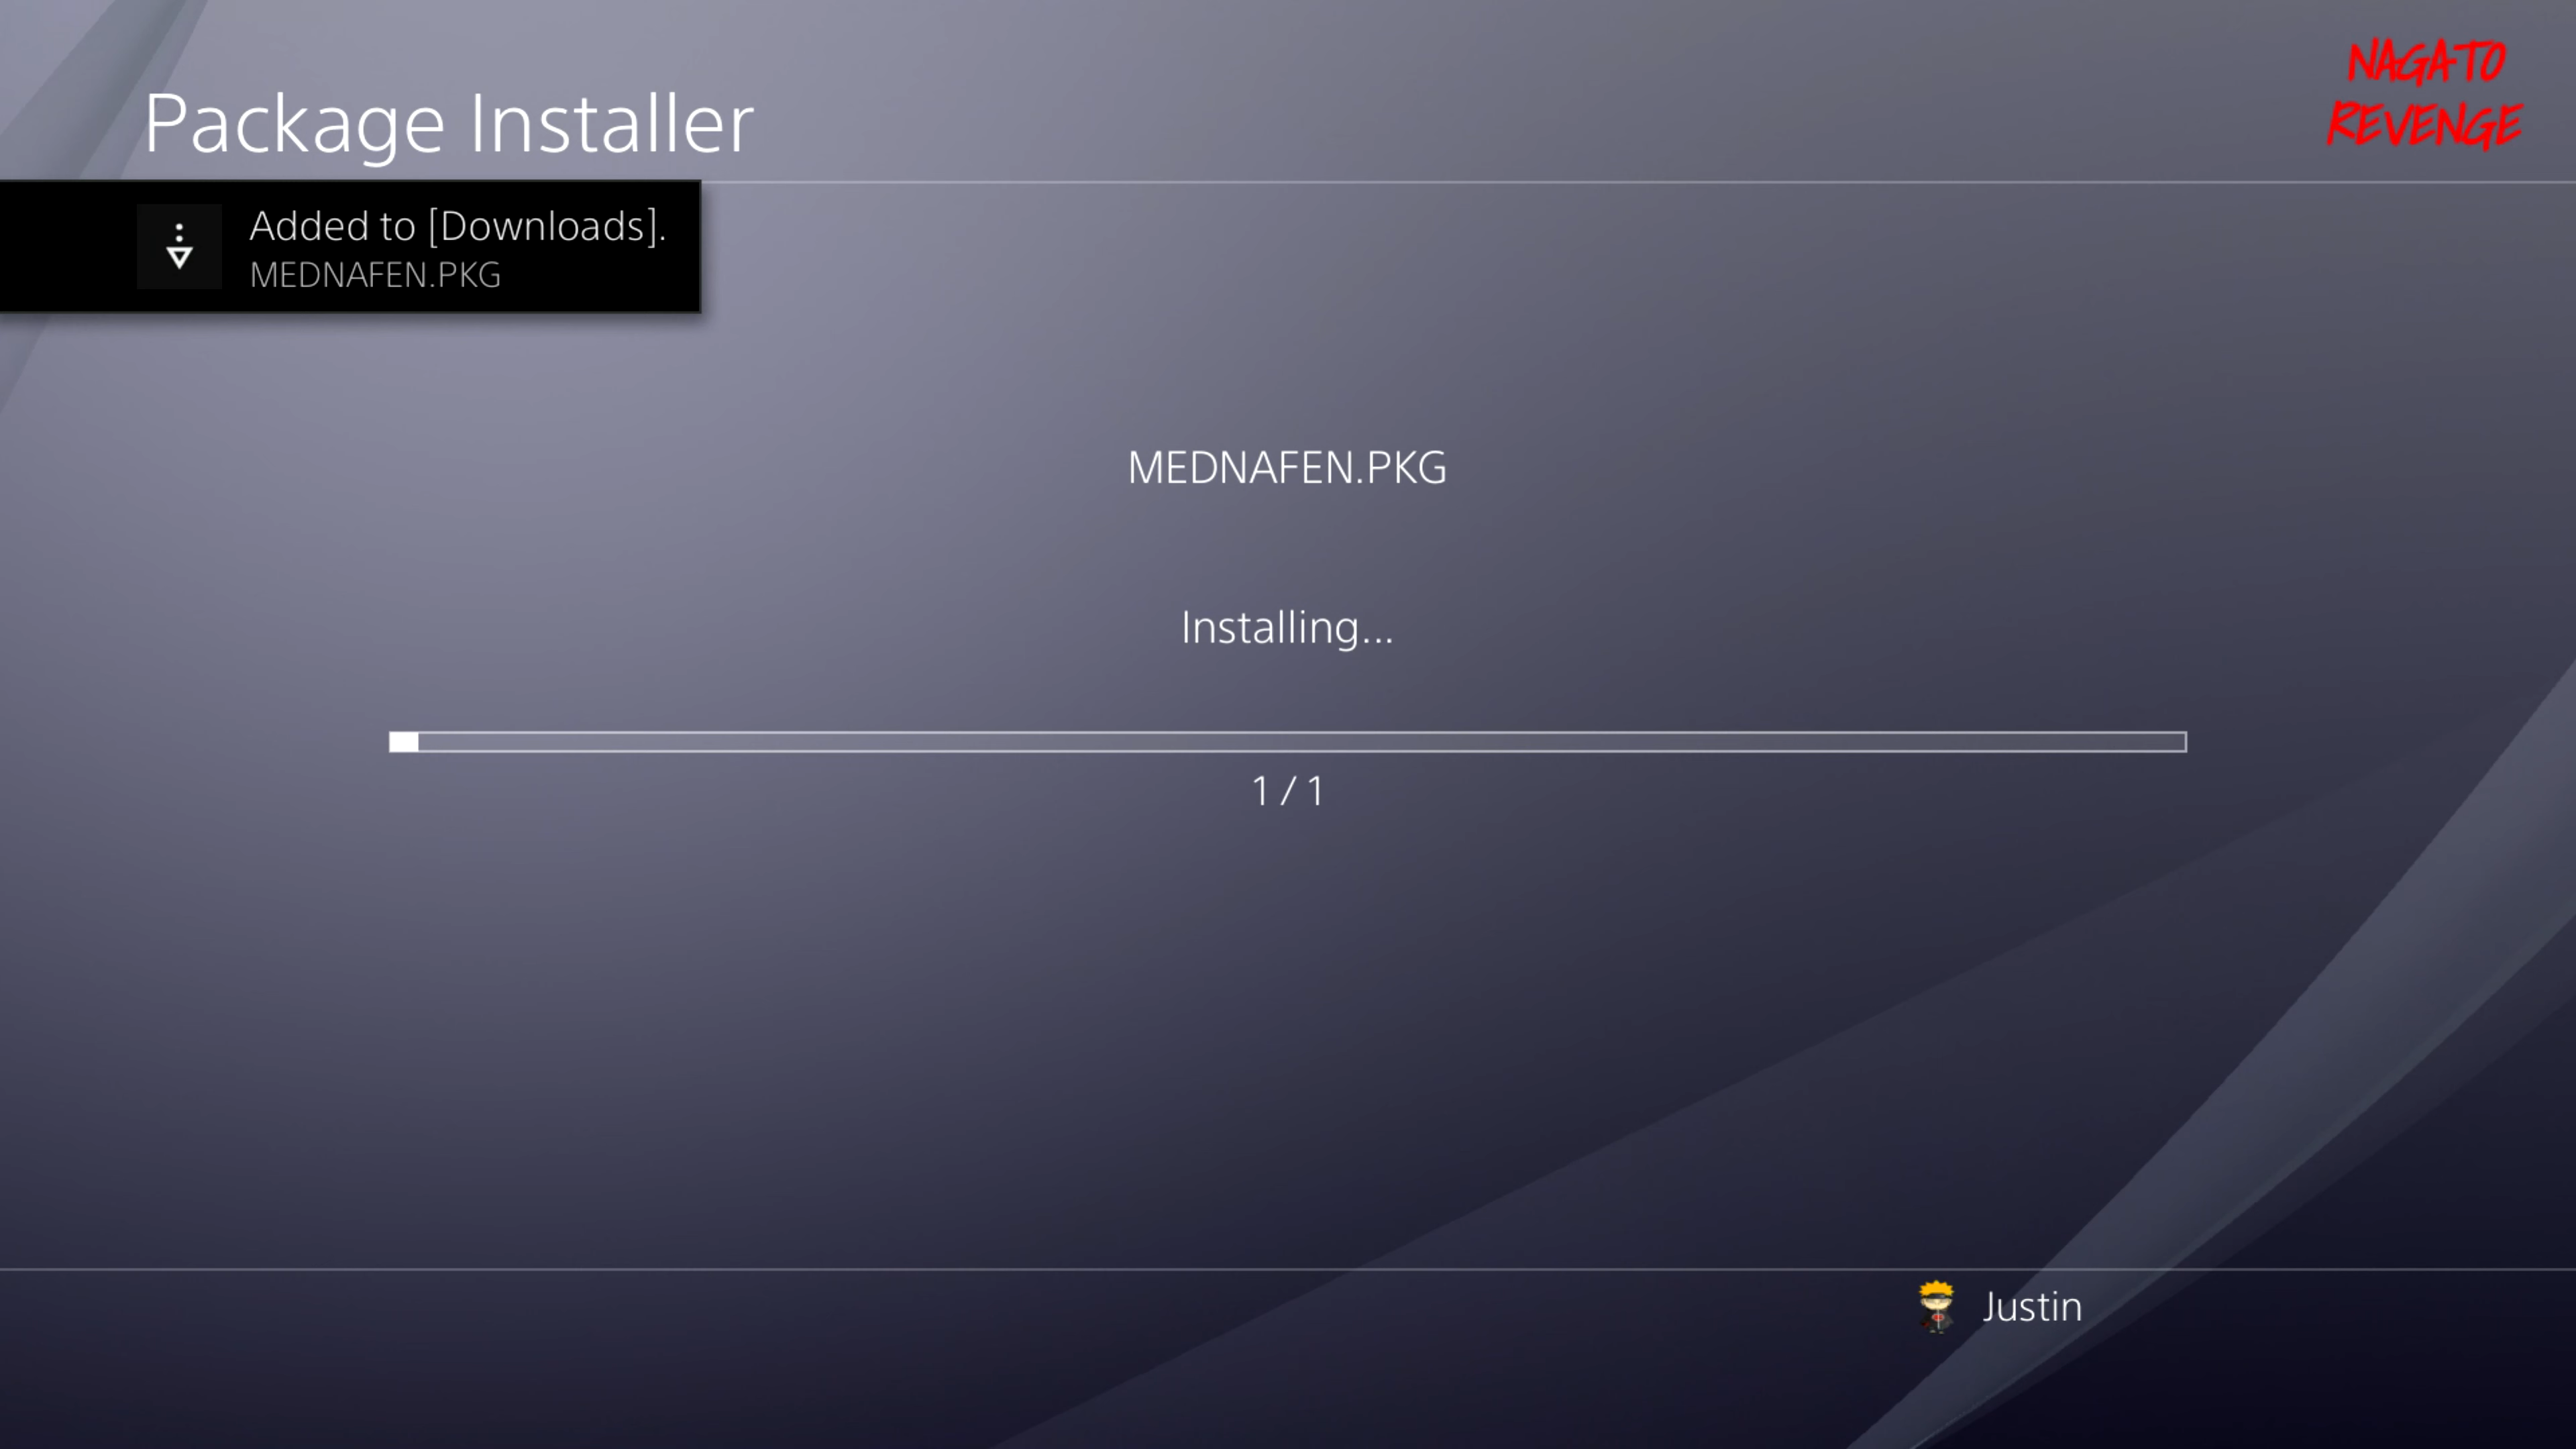 NAGATO
REVENGE
Package Installer
Added to [Downloads].
MEDNAFEN.PKG
MEDNAFEN.PKG
Installing...
1 / 1
Justin